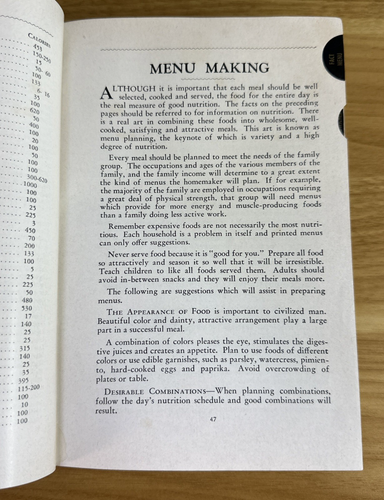 CALORIES
455
150-250
15
50
60
100
135
6
16
35
100
620
50
400
100
20
100
50
100
100
500-620
1000
100
100
25
225
5
450
70
200
133
100
5
25
225
50
480
530
17
140
25
25
315
140
25
35
395
115-200
100
10
100
100
MENU MAKING
FACT
MENU
ALTHOUGH it is important that each meal should be well
selected, cooked and served, the food for the entire day is
the real measure of good nutrition. The facts on the preceding
pages should be referred to for information on nutrition. There
is a real art in combining these foods into wholesome, well-
cooked, satisfying and attractive meals. This art is known as
menu planning, the keynote of which is variety and a high
degree of nutrition.
Every meal should be planned to meet the needs of the family
group. The occupations and ages of the various members of the
family, and the family income will determine to a great extent
the kind of menus the homemaker will plan. If for example,
the majority of the family are employed in occupations requiring
a great deal of physical strength, that group will need menus
which provide for more energy and muscle-producing foods
than a family doing less active work.
Remember expensive foods are not necessarily the most nutri-
tious. Each household is a problem in itself and printed menus
can only offer suggestions.
Never serve food because it is "good for you." Prepare all food
so attractively and season it so well that it will be irresistible.
Teach children to like all foods served them. Adults should
avoid in-between snacks and they will enjoy their meals more.
The following are suggestions which will assist in preparing
menus.
THE APPEARANCE OF FOOD is important to civilized man.
Beautiful color and dainty, attractive arrangement play a large
part in a successful meal.
A combination of colors pleases the eye, stimulates the diges-
tive juices and creates an appetite. Plan to use foods of different
colors or use edible garnishes, such as parsley, watercress, pimien-
to, hard-cooked eggs and paprika. Avoid overcrowding of
plates or table.
DESIRABLE COMBINATIONS—When planning combinations,
follow the day's nutrition schedule and good combinations will
result.
47